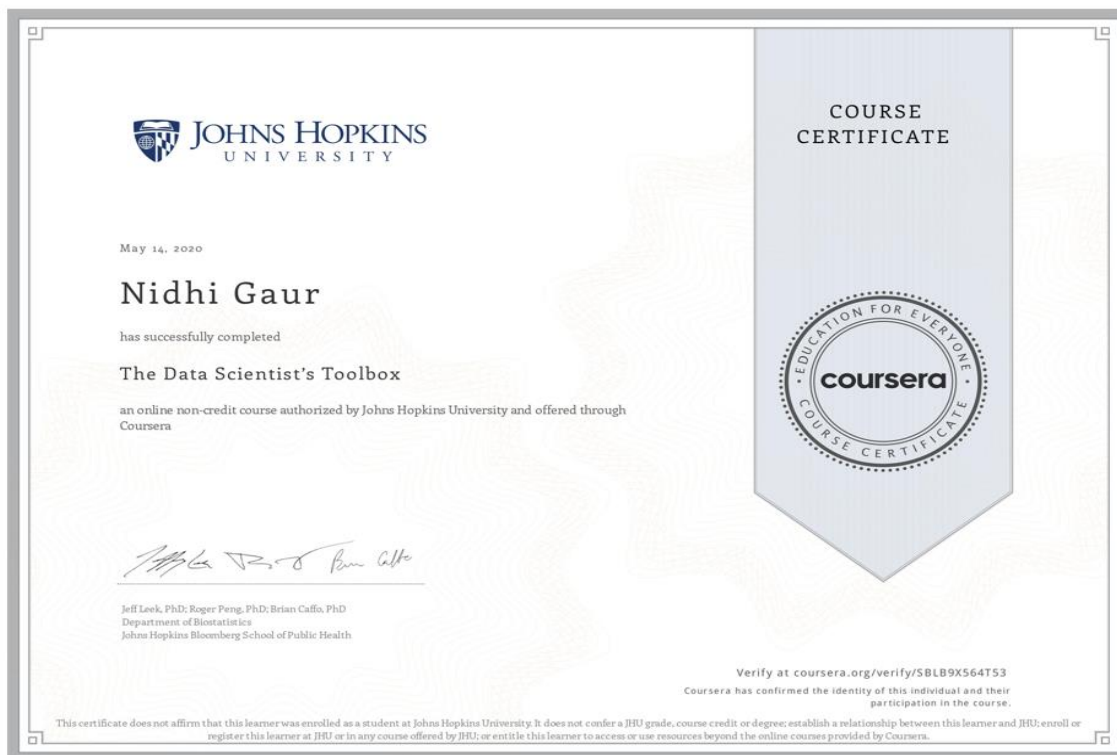 JOHNS HOPKINS
UNIVERSITY
COURSE
CERTIFICATE
May 14, 2020
Nidhi Gaur
has successfully completed
The Data Scientist's Toolbox
an online non-credit course authorized by Johns Hopkins University and offered through
Coursera
EDUCATION FOR EVERYONE
coursera
COURSE CERTIFICATE
Jeff Leek, PhD; Roger Peng, PhD; Brian Caffo, PhD
Department of Biostatistics
Johns Hopkins Bloomberg School of Public Health
Verify at coursera.org/verify/SBLB9X564T53
Coursera has confirmed the identity of this individual and their
participation in the course.
This certificate does not affirm that this learner was enrolled as a student at Johns Hopkins University. It does not confer a JHU grade, course credit or degree; establish a relationship between this learner and JHU; enroll or
register this learner at JHU or in any course offered by JHU; or entitle this learner to access or use resources beyond the online courses provided by Coursera.